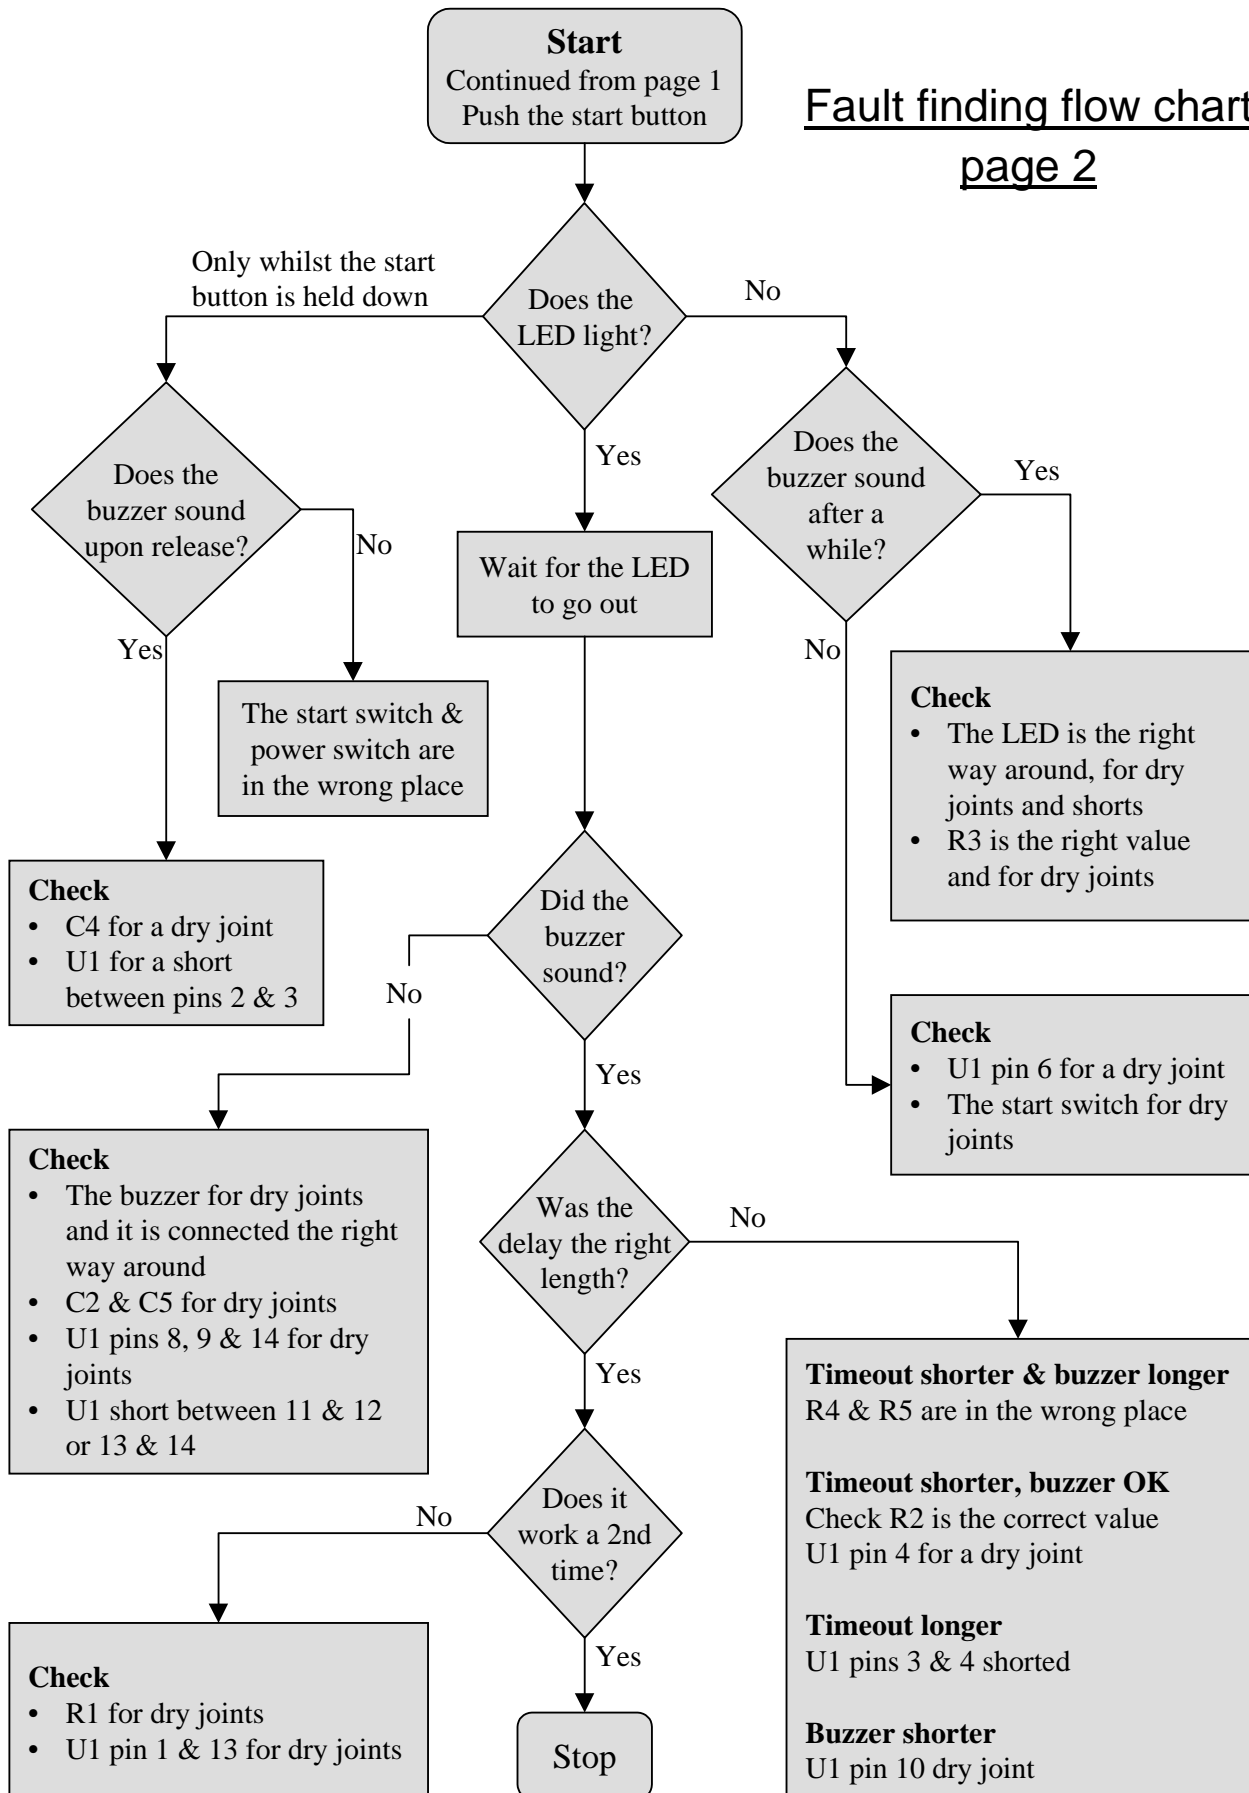 Start
Continued from page 1
Push the start button
Fault finding flow chart
page 2
Only whilst the start
button is held down
Does the
LED light?
No
Does the
buzzer sound
upon release?
No
Yes
Wait for the LED
to go out
Does the
buzzer sound
after a
while?
Yes
No
Yes
The start switch &
power switch are
in the wrong place
Check
• The LED is the right
way around, for dry
joints and shorts
• R3 is the right value
and for dry joints
Check
• C4 for a dry joint
• U1 for a short
between pins 2 & 3
Did the
buzzer
sound?
No
Yes
Check
• U1 pin 6 for a dry joint
• The start switch for dry
joints
Check
• The buzzer for dry joints
and it is connected the right
way around
• C2 & C5 for dry joints
• U1 pins 8, 9 & 14 for dry
joints
• U1 short between 11 & 12
or 13 & 14
Was the
delay the right
length?
No
Yes
Timeout shorter & buzzer longer
R4 & R5 are in the wrong place
Timeout shorter, buzzer OK
Check R2 is the correct value
U1 pin 4 for a dry joint
Timeout longer
U1 pins 3 & 4 shorted
Buzzer shorter
U1 pin 10 dry joint
Does it
work a 2nd
time?
No
Yes
Check
• R1 for dry joints
• U1 pin 1 & 13 for dry joints
Stop